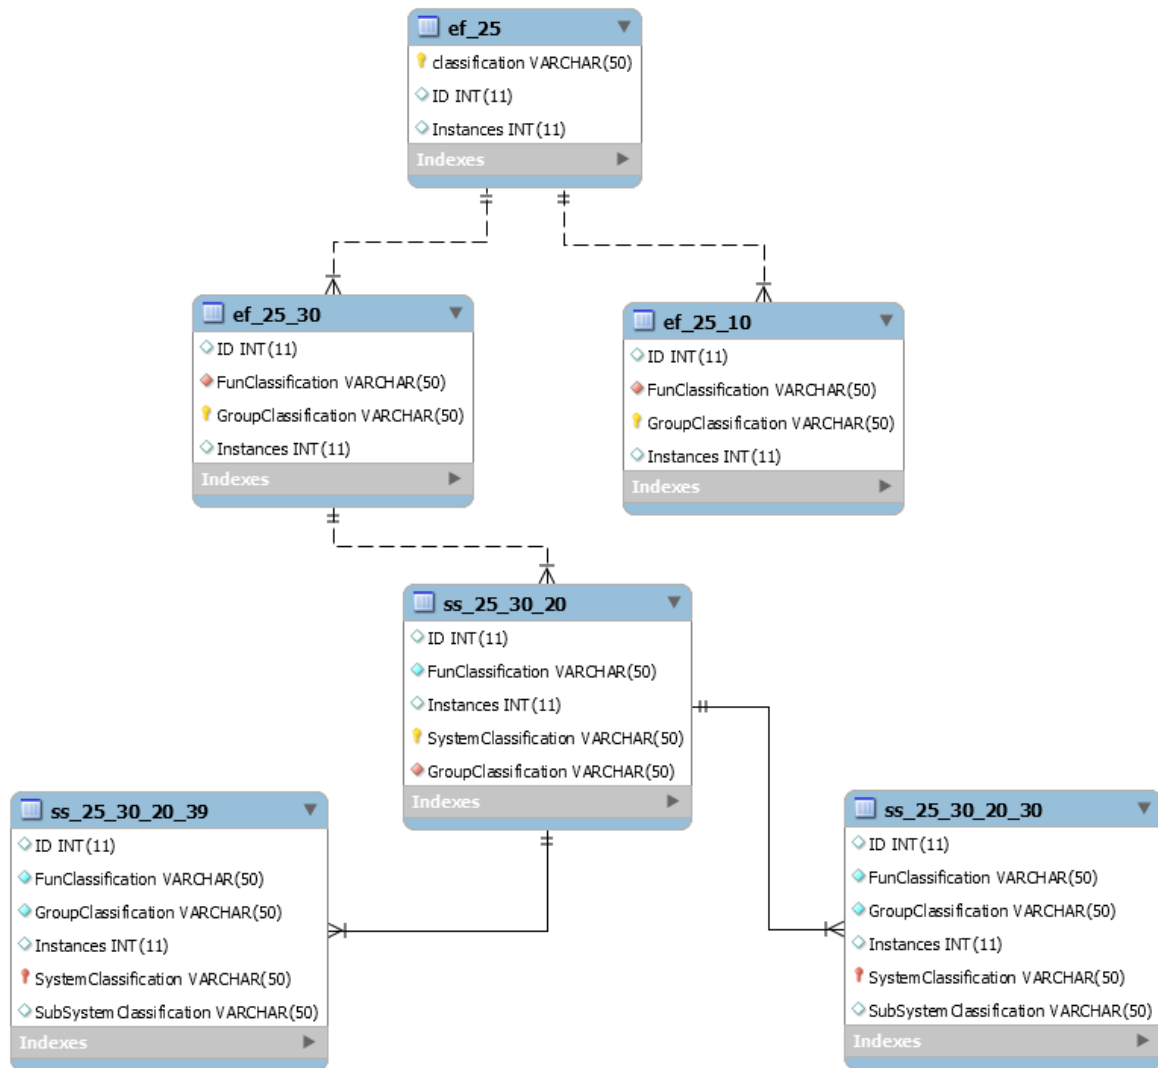 ef_25
classification VARCHAR(50)
ID INT(11)
Instances INT(11)
Indexes
ef_25_30
ID INT(11)
FunClassification VARCHAR(50)
GroupClassification VARCHAR(50)
Instances INT(11)
Indexes
ef_25_10
ID INT(11)
FunClassification VARCHAR(50)
GroupClassification VARCHAR(50)
Instances INT(11)
Indexes
ss_25_30_20
ID INT(11)
FunClassification VARCHAR(50)
Instances INT(11)
SystemClassification VARCHAR(50)
GroupClassification VARCHAR(50)
Indexes
ss_25_30_20_39
ID INT(11)
FunClassification VARCHAR(50)
GroupClassification VARCHAR(50)
Instances INT(11)
SystemClassification VARCHAR(50)
SubSystemClassification VARCHAR(50)
Indexes
ss_25_30_20_30
ID INT(11)
FunClassification VARCHAR(50)
GroupClassification VARCHAR(50)
Instances INT(11)
SystemClassification VARCHAR(50)
SubSystemClassification VARCHAR(50)
Indexes